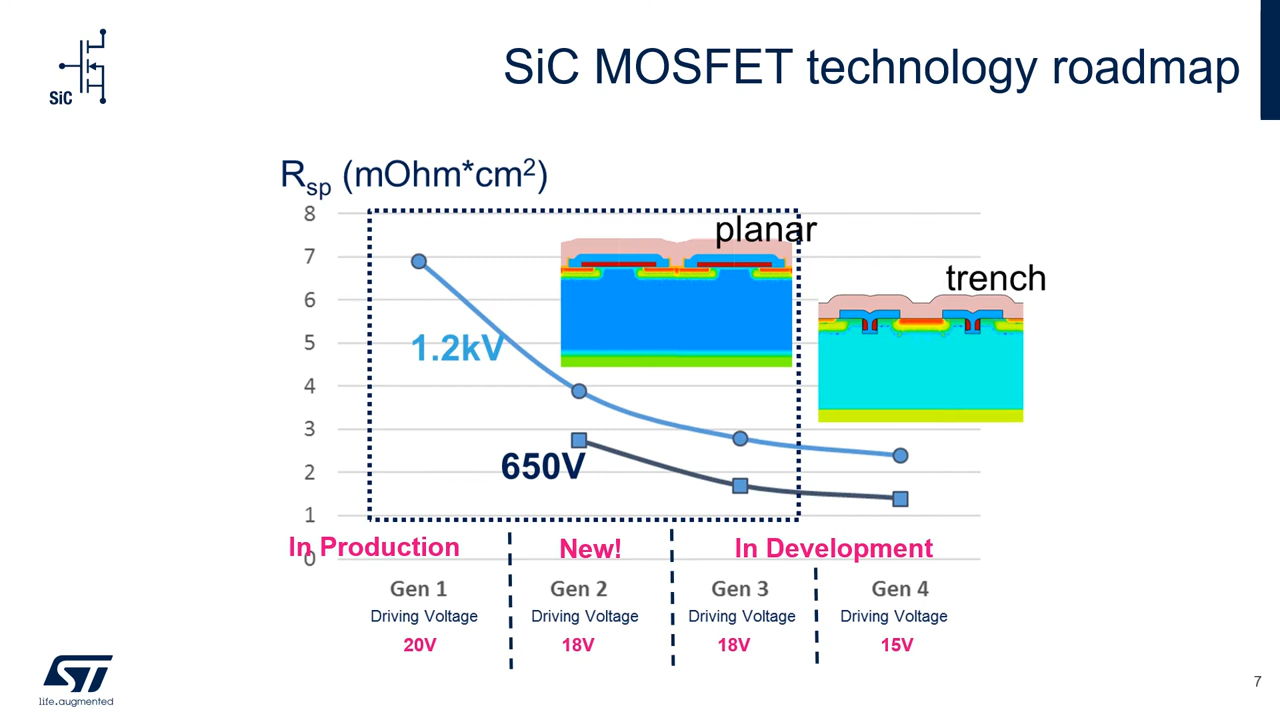 SiC
SiC MOSFET technology roadmap
Rsp (mOhm*cm2)
8
7
6
5
4
3
2
1
0
planar
trench
1.2kV
650V
In Production
New!
In Development
Gen 1
Gen 2
Gen 3
Gen 4
Driving Voltage
Driving Voltage
Driving Voltage
Driving Voltage
20V
18V
18V
15V
ST
life.augmented
7